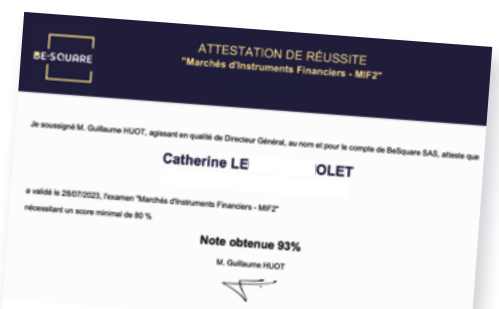 BE-SQUARE
ATTESTATION DE RÉUSSITE
"Marchés d'Instruments Financiers - MIF2"
Je soussigné M. Guillaume HUOT, agissant en qualité de Directeur Général, au nom et pour le compte de BeSquare SAS, atteste que
Catherine LE OLET
a validé le 28/07/2023, l'examen "Marchés d'Instruments Financiers - MIF2"
nécessitant un score minimal de 80 %
Note obtenue 93%
M. Guillaume HUOT